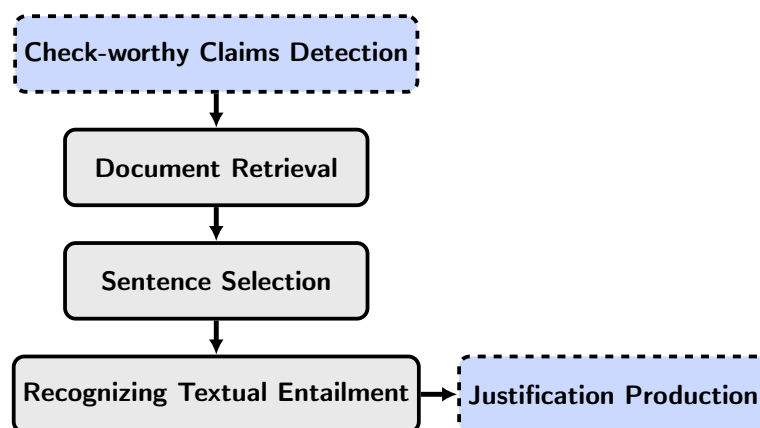 Check-worthy Claims Detection
Document Retrieval
Sentence Selection
Recognizing Textual Entailment
Justification Production